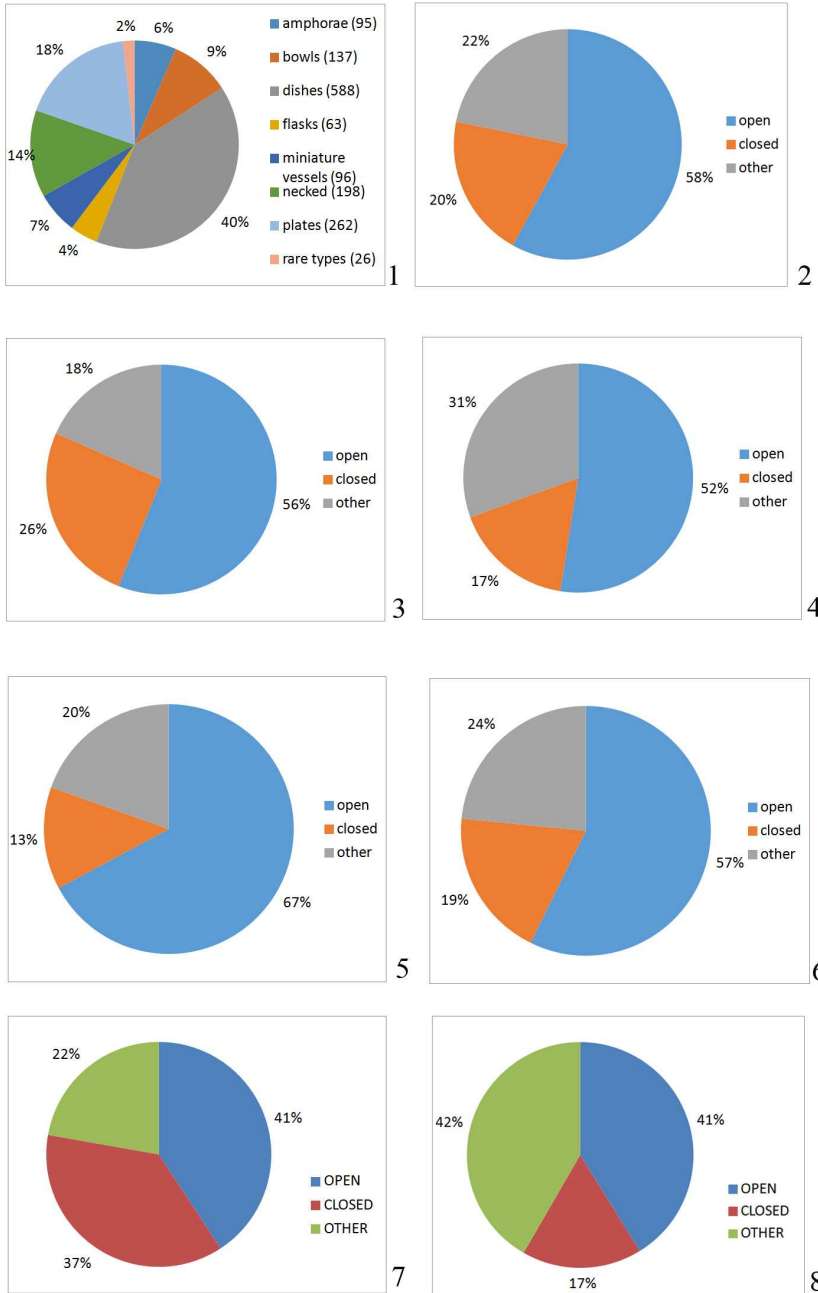 2%
6%
amphorae (95)
18%
9%
bowls (137)
dishes (588)
flasks (63)
14%
miniature
vessels (96)
necked (198)
7%
40%
plates (262)
4%
rare types (26)
1
22%
open
closed
other
58%
20%
2
18%
open
closed
other
56%
26%
3
31%
open
closed
other
52%
17%
4
20%
open
closed
other
13%
67%
5
24%
open
closed
other
57%
19%
6
22%
41%
OPEN
CLOSED
OTHER
37%
7
42%
41%
OPEN
CLOSED
OTHER
17%
8